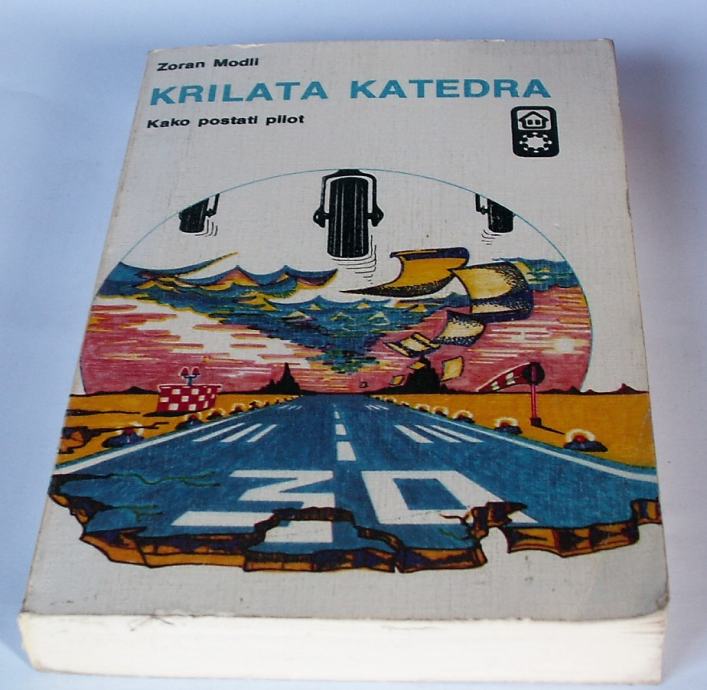 Zoran Modli
KRILATA KATEDRA
Kako postati pilot
30